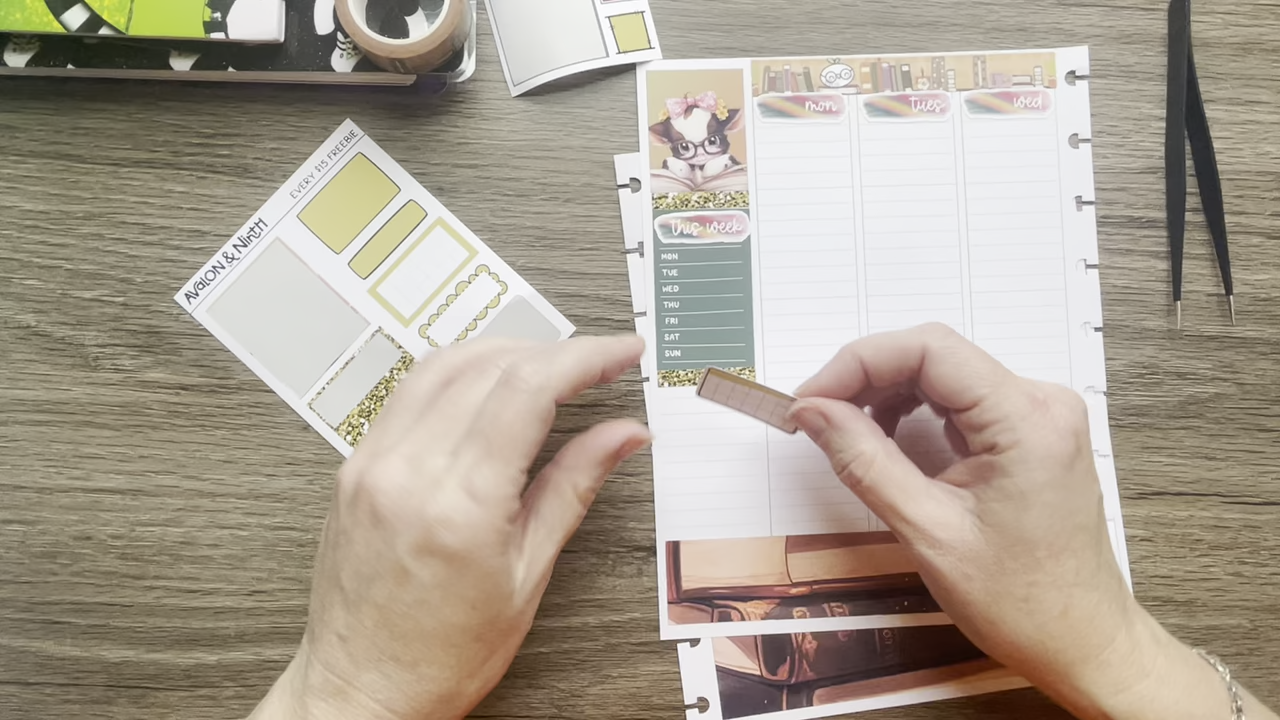 AVALON & NINTH
EVERY $15 FREEBIE
mon
tues
wed
this week
MON
TUE
WED
THU
FRI
SAT
SUN